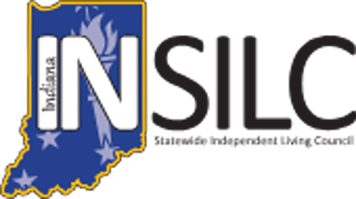 Indiana
INSILC
Statewide Independent Living Council